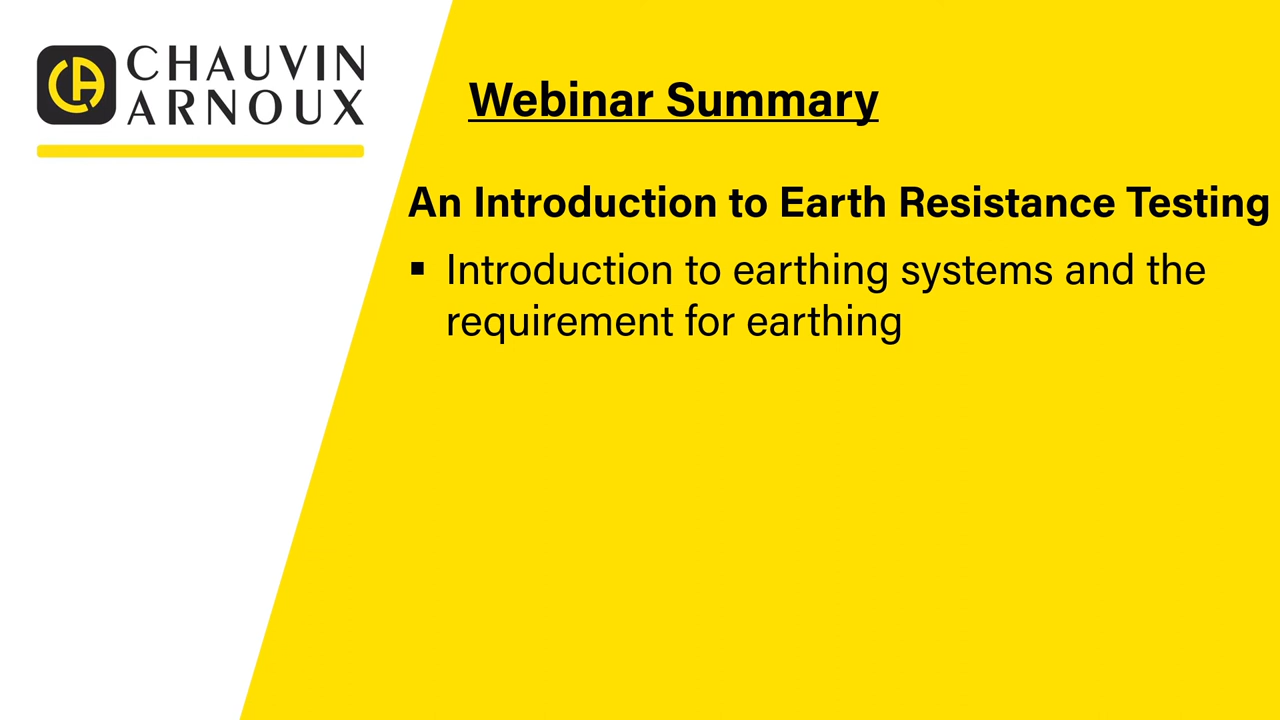 CHAUVIN
ARNOUX
Webinar Summary
An Introduction to Earth Resistance Testing
▪ Introduction to earthing systems and the
requirement for earthing